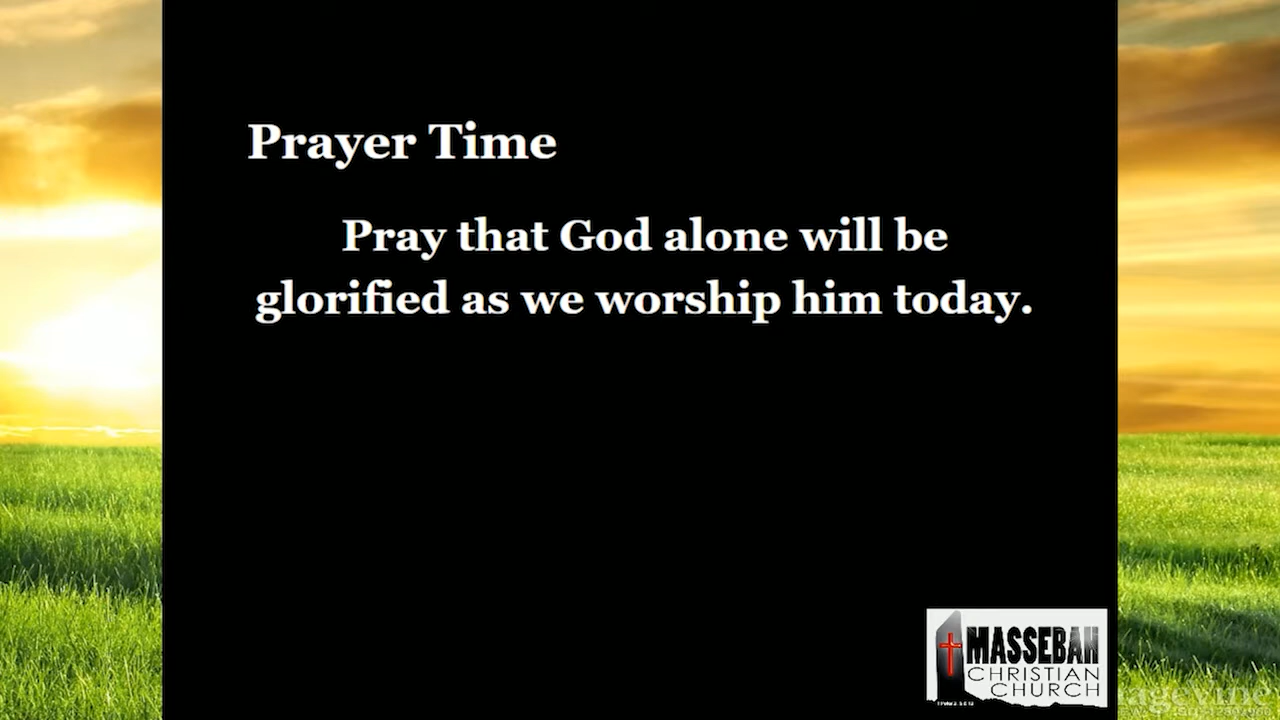 Prayer Time
Pray that God alone will be
glorified as we worship him today.
MASSEBAH
CHRISTIAN
CHURCH